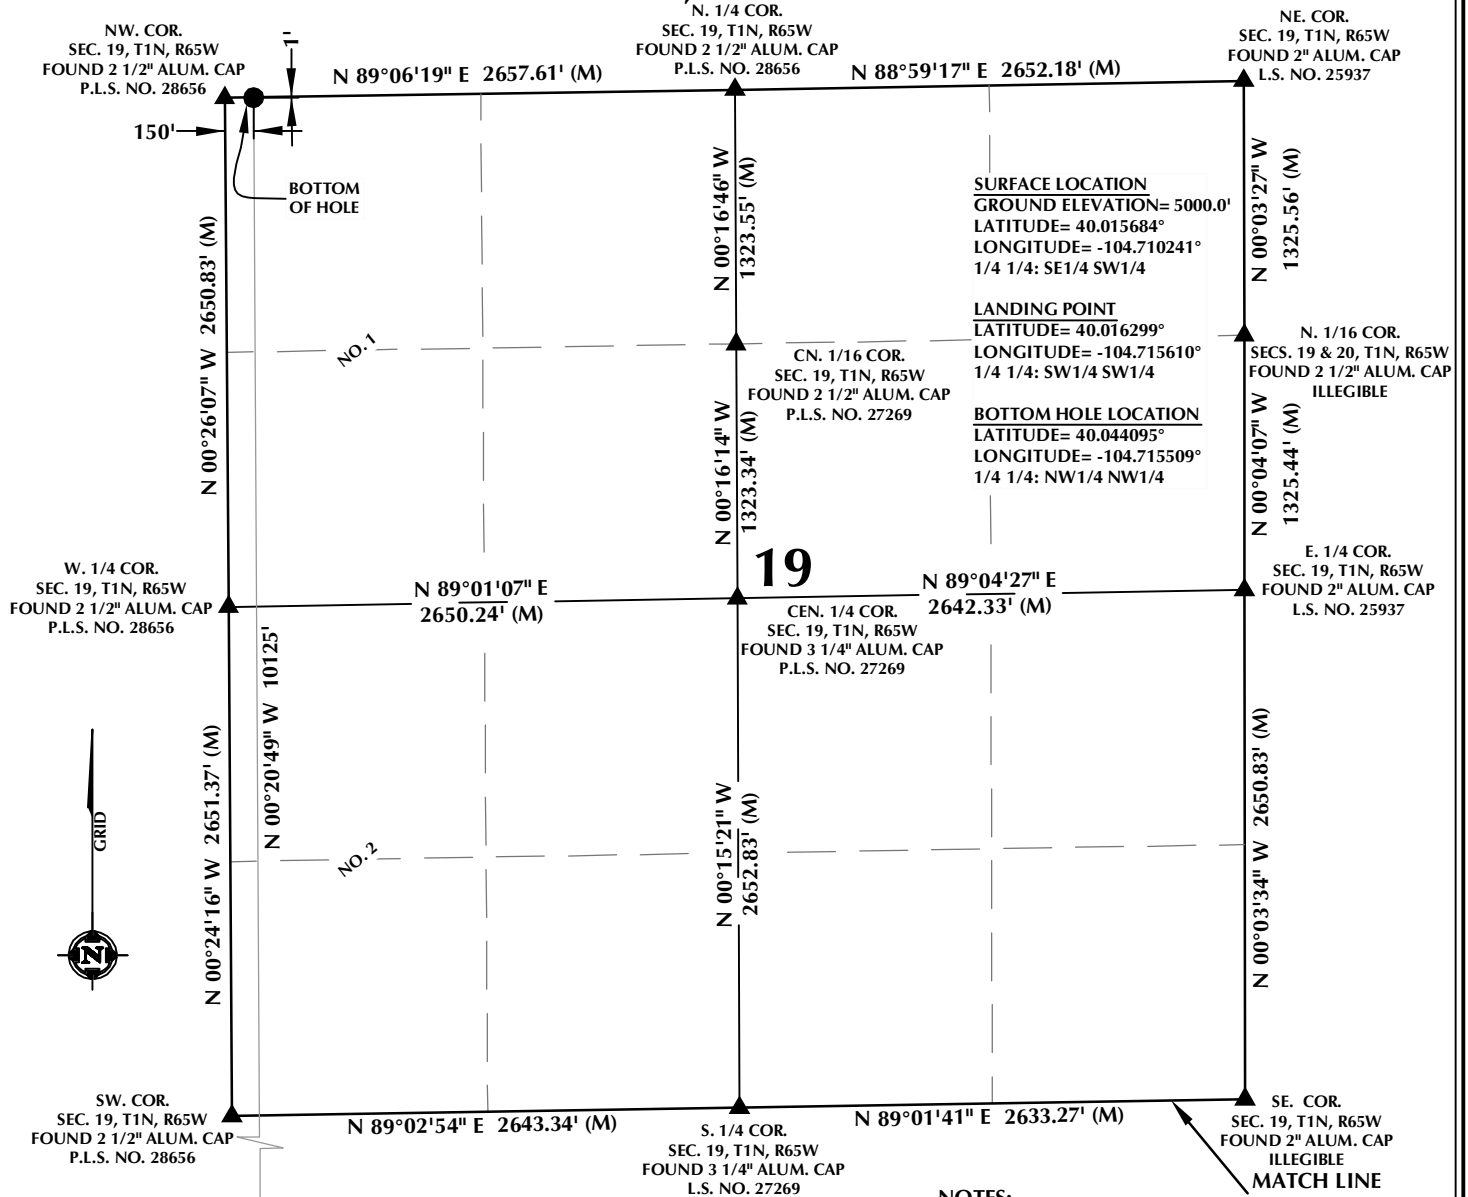 NW. COR.
SEC. 19, T1N, R65W
FOUND 2 1/2" ALUM. CAP
P.L.S. NO. 28656
1'
N 89°06'19" E 2657.61' (M)
N. 1/4 COR.
SEC. 19, T1N, R65W
FOUND 2 1/2" ALUM. CAP
P.L.S. NO. 28656
N 88°59'17" E 2652.18' (M)
NE. COR.
SEC. 19, T1N, R65W
FOUND 2" ALUM. CAP
L.S. NO. 25937
150'
BOTTOM
OF HOLE
N 00°26'07" W 2650.83' (M)
N 00°16'46" W
1323.55' (M)
SURFACE LOCATION
GROUND ELEVATION= 5000.0'
LATITUDE= 40.015684°
LONGITUDE= -104.710241°
1/4 1/4: SE1/4 SW1/4
LANDING POINT
LATITUDE= 40.016299°
LONGITUDE= -104.715610°
1/4 1/4: SW1/4 SW1/4
BOTTOM HOLE LOCATION
LATITUDE= 40.044095°
LONGITUDE= -104.715509°
1/4 1/4: NW1/4 NW1/4
N 00°03'27" W
1325.56' (M)
NO. 1
CN. 1/16 COR.
SEC. 19, T1N, R65W
FOUND 2 1/2" ALUM. CAP
P.L.S. NO. 27269
N. 1/16 COR.
SECS. 19 & 20, T1N, R65W
FOUND 2 1/2" ALUM. CAP
ILLEGIBLE
N 00°16'14" W
1323.34' (M)
N 00°04'07" W
1325.44' (M)
W. 1/4 COR.
SEC. 19, T1N, R65W
FOUND 2 1/2" ALUM. CAP
P.L.S. NO. 28656
N 89°01'07" E
2650.24' (M)
19
N 89°04'27" E
2642.33' (M)
CEN. 1/4 COR.
SEC. 19, T1N, R65W
FOUND 3 1/4" ALUM. CAP
P.L.S. NO. 27269
E. 1/4 COR.
SEC. 19, T1N, R65W
FOUND 2" ALUM. CAP
L.S. NO. 25937
N 00°20'49" W 10125'
N 00°24'16" W 2651.37' (M)
N 00°15'21" W
2652.83' (M)
N 00°03'34" W 2650.83' (M)
GRID
N
NO. 2
SW. COR.
SEC. 19, T1N, R65W
FOUND 2 1/2" ALUM. CAP
P.L.S. NO. 28656
N 89°02'54" E 2643.34' (M)
S. 1/4 COR.
SEC. 19, T1N, R65W
FOUND 3 1/4" ALUM. CAP
L.S. NO. 27269
N 89°01'41" E 2633.27' (M)
SE. COR.
SEC. 19, T1N, R65W
FOUND 2" ALUM. CAP
ILLEGIBLE
MATCH LINE
NOTES: